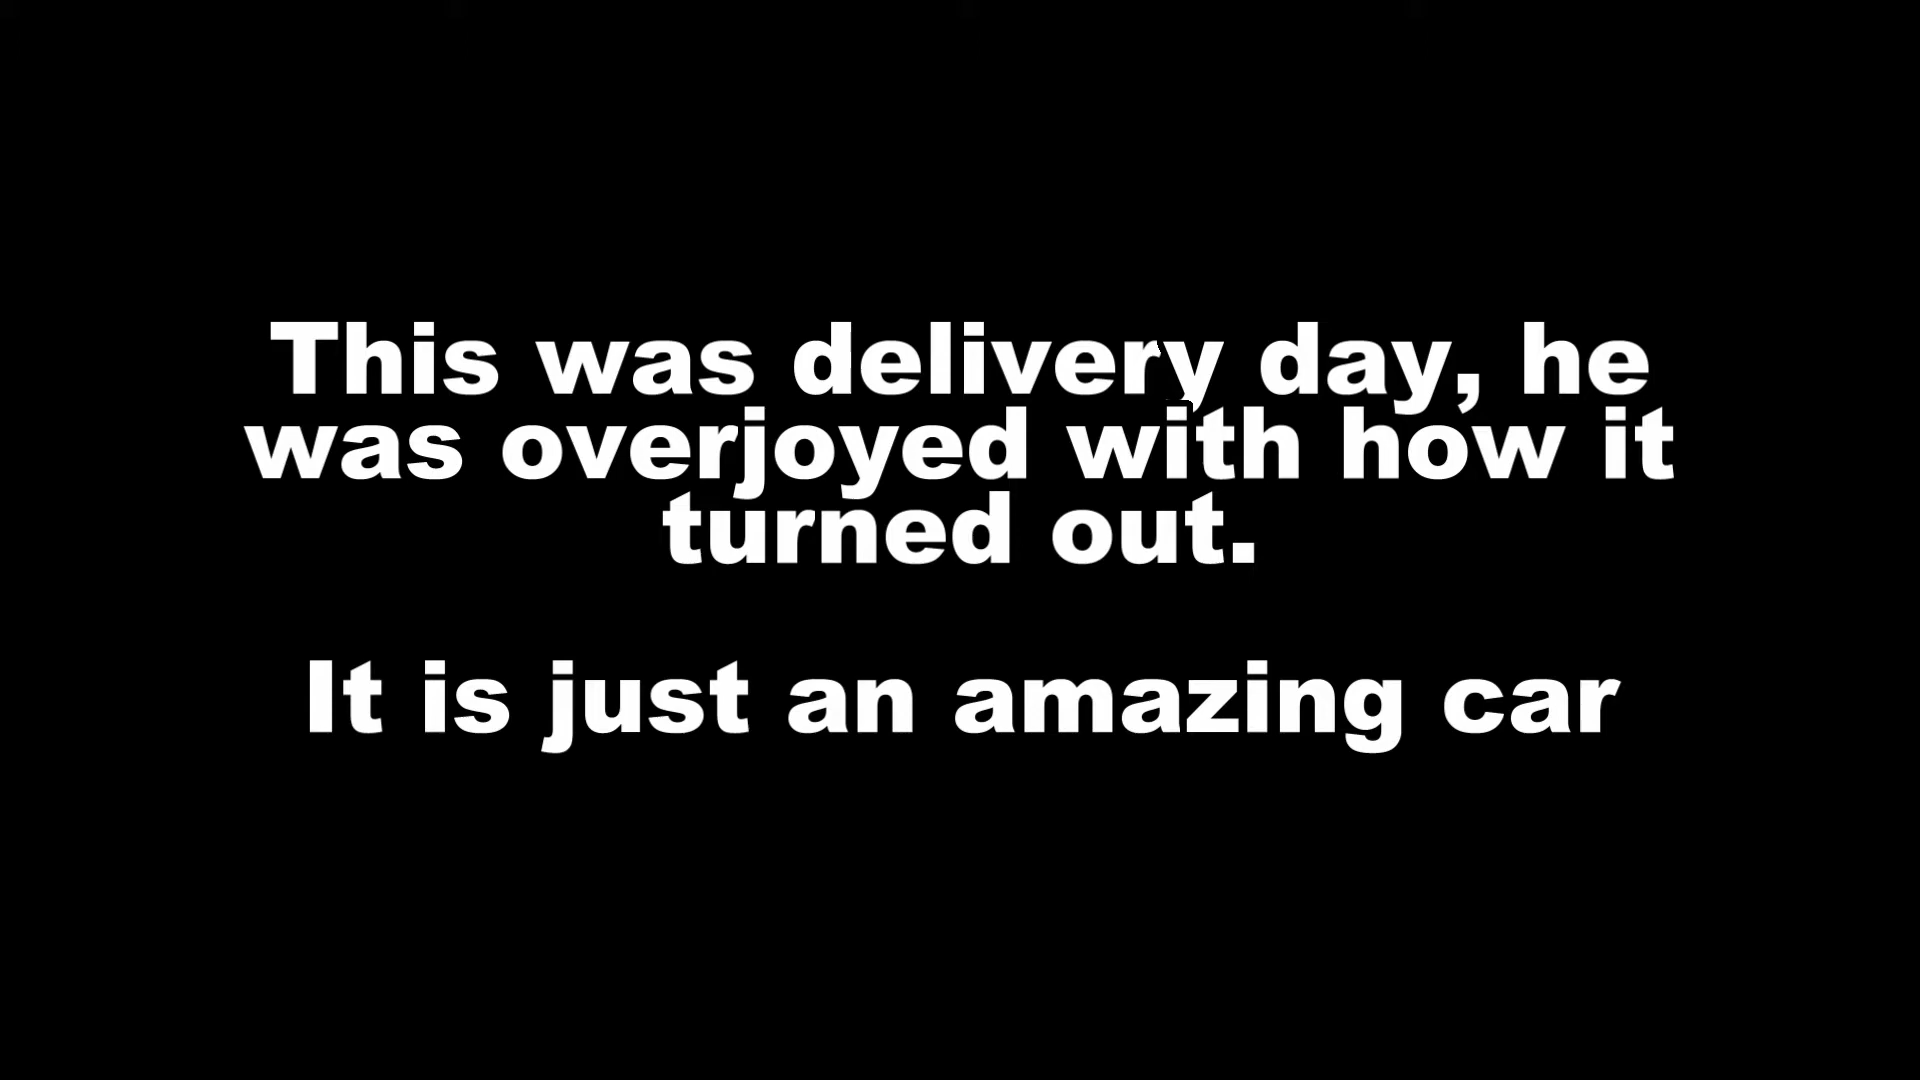 This was delivery day, he
was overjoyed with how it
turned out.
It is just an amazing car